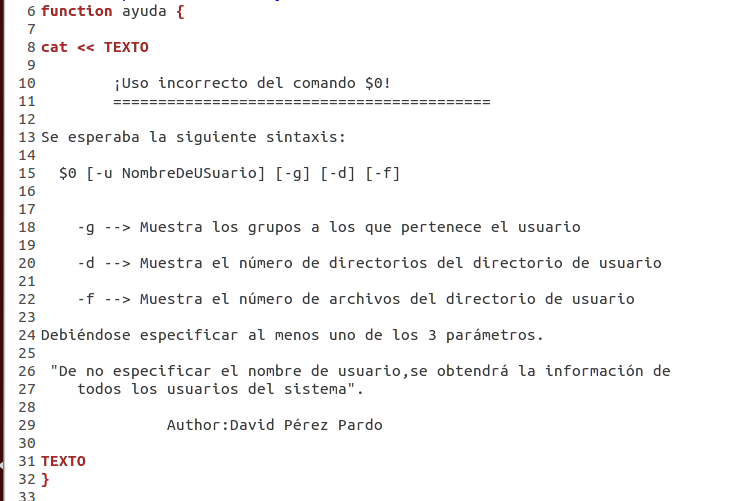 6 function ayuda {
7
8 cat << TEXTO
9
10 ¡Uso incorrecto del comando $0!
11 ==========================================
12
13 Se esperaba la siguiente sintaxis:
14
15 $0 [-u NombreDeUSuario] [-g] [-d] [-f]
16
17
18 -g --> Muestra los grupos a los que pertenece el usuario
19
20 -d --> Muestra el número de directorios del directorio de usuario
21
22 -f --> Muestra el número de archivos del directorio de usuario
23
24 Debiéndose especificar al menos uno de los 3 parámetros.
25
26 "De no especificar el nombre de usuario,se obtendrá la información de
27 todos los usuarios del sistema".
28
29 Author:David Pérez Pardo
30
31 TEXTO
32 }
33